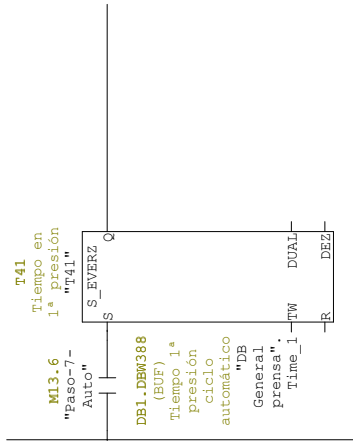 T41
Tiempo en
1ª presión
"T41"
S_EVERZ
M13.6
"Paso-7-
Auto"
S
Q
DB1.DBW388
(BUF)
Tiempo 1ª
presión
ciclo
automático
"DB
General
prensa".
Time_1
TW
DUAL
R
DEZ